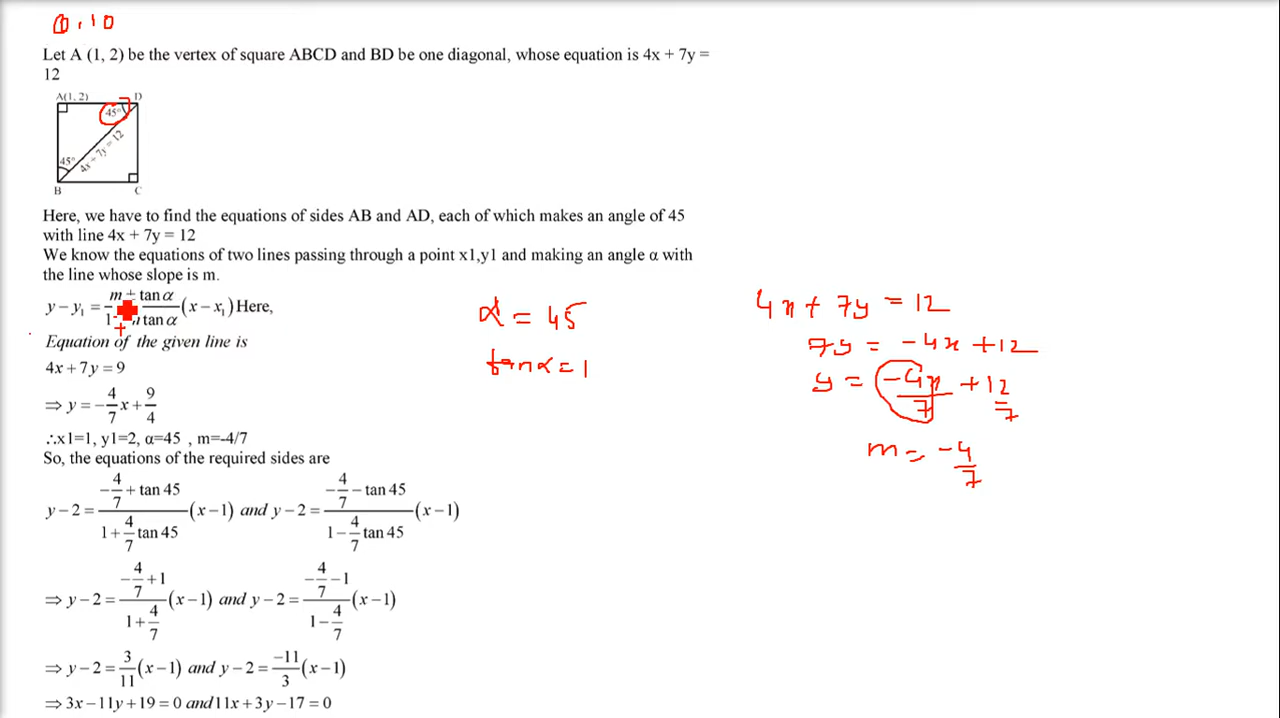 Q.10
Let A (1, 2) be the vertex of square ABCD and BD be one diagonal, whose equation is 4x + 7y =
12
A(1, 2) D
45°
45°
4x + 7y = 12
B C
Here, we have to find the equations of sides AB and AD, each of which makes an angle of 45
with line 4x + 7y = 12
We know the equations of two lines passing through a point x1,y1 and making an angle α with
the line whose slope is m.
y − y₁ = (m ± tan α)/(1 ∓ m tan α) (x − x₁) Here,
Equation of the given line is
4x + 7y = 9
⇒ y = −4/7 x + 9/4
∴x1=1, y1=2, α=45 , m=-4/7
So, the equations of the required sides are
y − 2 = (−4/7 + tan 45)/(1 + 4/7 tan 45) (x − 1) and y − 2 = (−4/7 − tan 45)/(1 − 4/7 tan 45) (x − 1)
⇒ y − 2 = (−4/7 + 1)/(1 + 4/7) (x − 1) and y − 2 = (−4/7 − 1)/(1 − 4/7) (x − 1)
⇒ y − 2 = 3/11 (x − 1) and y − 2 = −11/3 (x − 1)
⇒ 3x − 11y + 19 = 0 and 11x + 3y − 17 = 0
α = 45
tanα = 1
4x + 7y = 12
7y = -4x + 12
y = -4x/7 + 12/7
m = -4/7